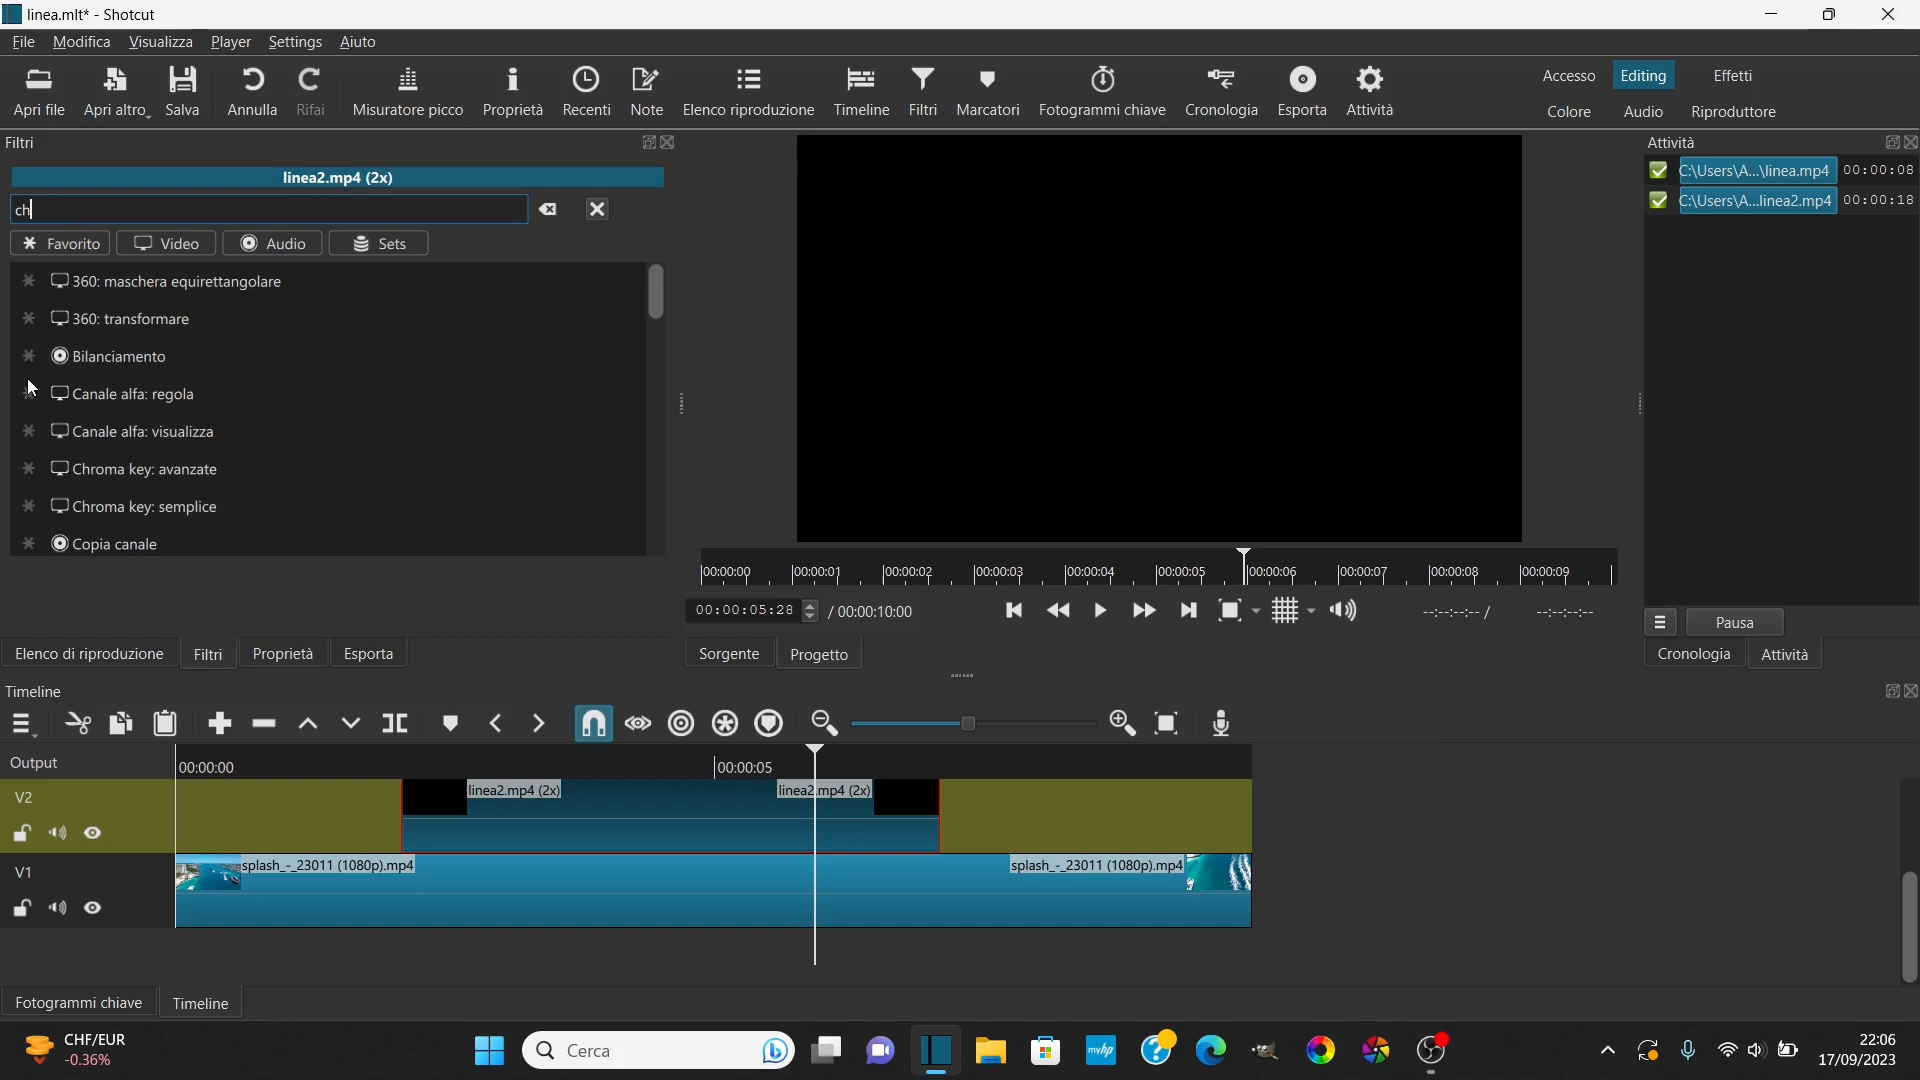 linea.mlt* - Shotcut
File Modifica Visualizza Player Settings Aiuto
Apri file Apri altro Salva Annulla Rifai Misuratore picco Proprietà Recenti Note Elenco riproduzione Timeline Filtri Marcatori Fotogrammi chiave Cronologia Esporta Attività
Accesso Editing Effetti
Colore Audio Riproduttore
Filtri
linea2.mp4 (2x)
ch
Favorito Video Audio Sets
360: maschera equirettangolare
360: transformare
Bilanciamento
Canale alfa: regola
Canale alfa: visualizza
Chroma key: avanzate
Chroma key: semplice
Copia canale
Elenco di riproduzione Filtri Proprietà Esporta
00:00:00 00:00:01 00:00:02 00:00:03 00:00:04 00:00:05 00:00:06 00:00:07 00:00:08 00:00:09
00:00:05:28 / 00:00:10:00 --:--:--:-- / --:--:--:--
Sorgente Progetto
Attività
C:\Users\A...\linea.mp4 00:00:08
C:\Users\A...linea2.mp4 00:00:18
Pausa
Cronologia Attività
Timeline
Output 00:00:00 00:00:05
V2 linea2.mp4 (2x) linea2.mp4 (2x)
V1 splash_-_23011 (1080p).mp4 splash_-_23011 (1080p).mp4
Fotogrammi chiave Timeline
CHF/EUR
-0.36%
Cerca
myhp
22:06
17/09/2023